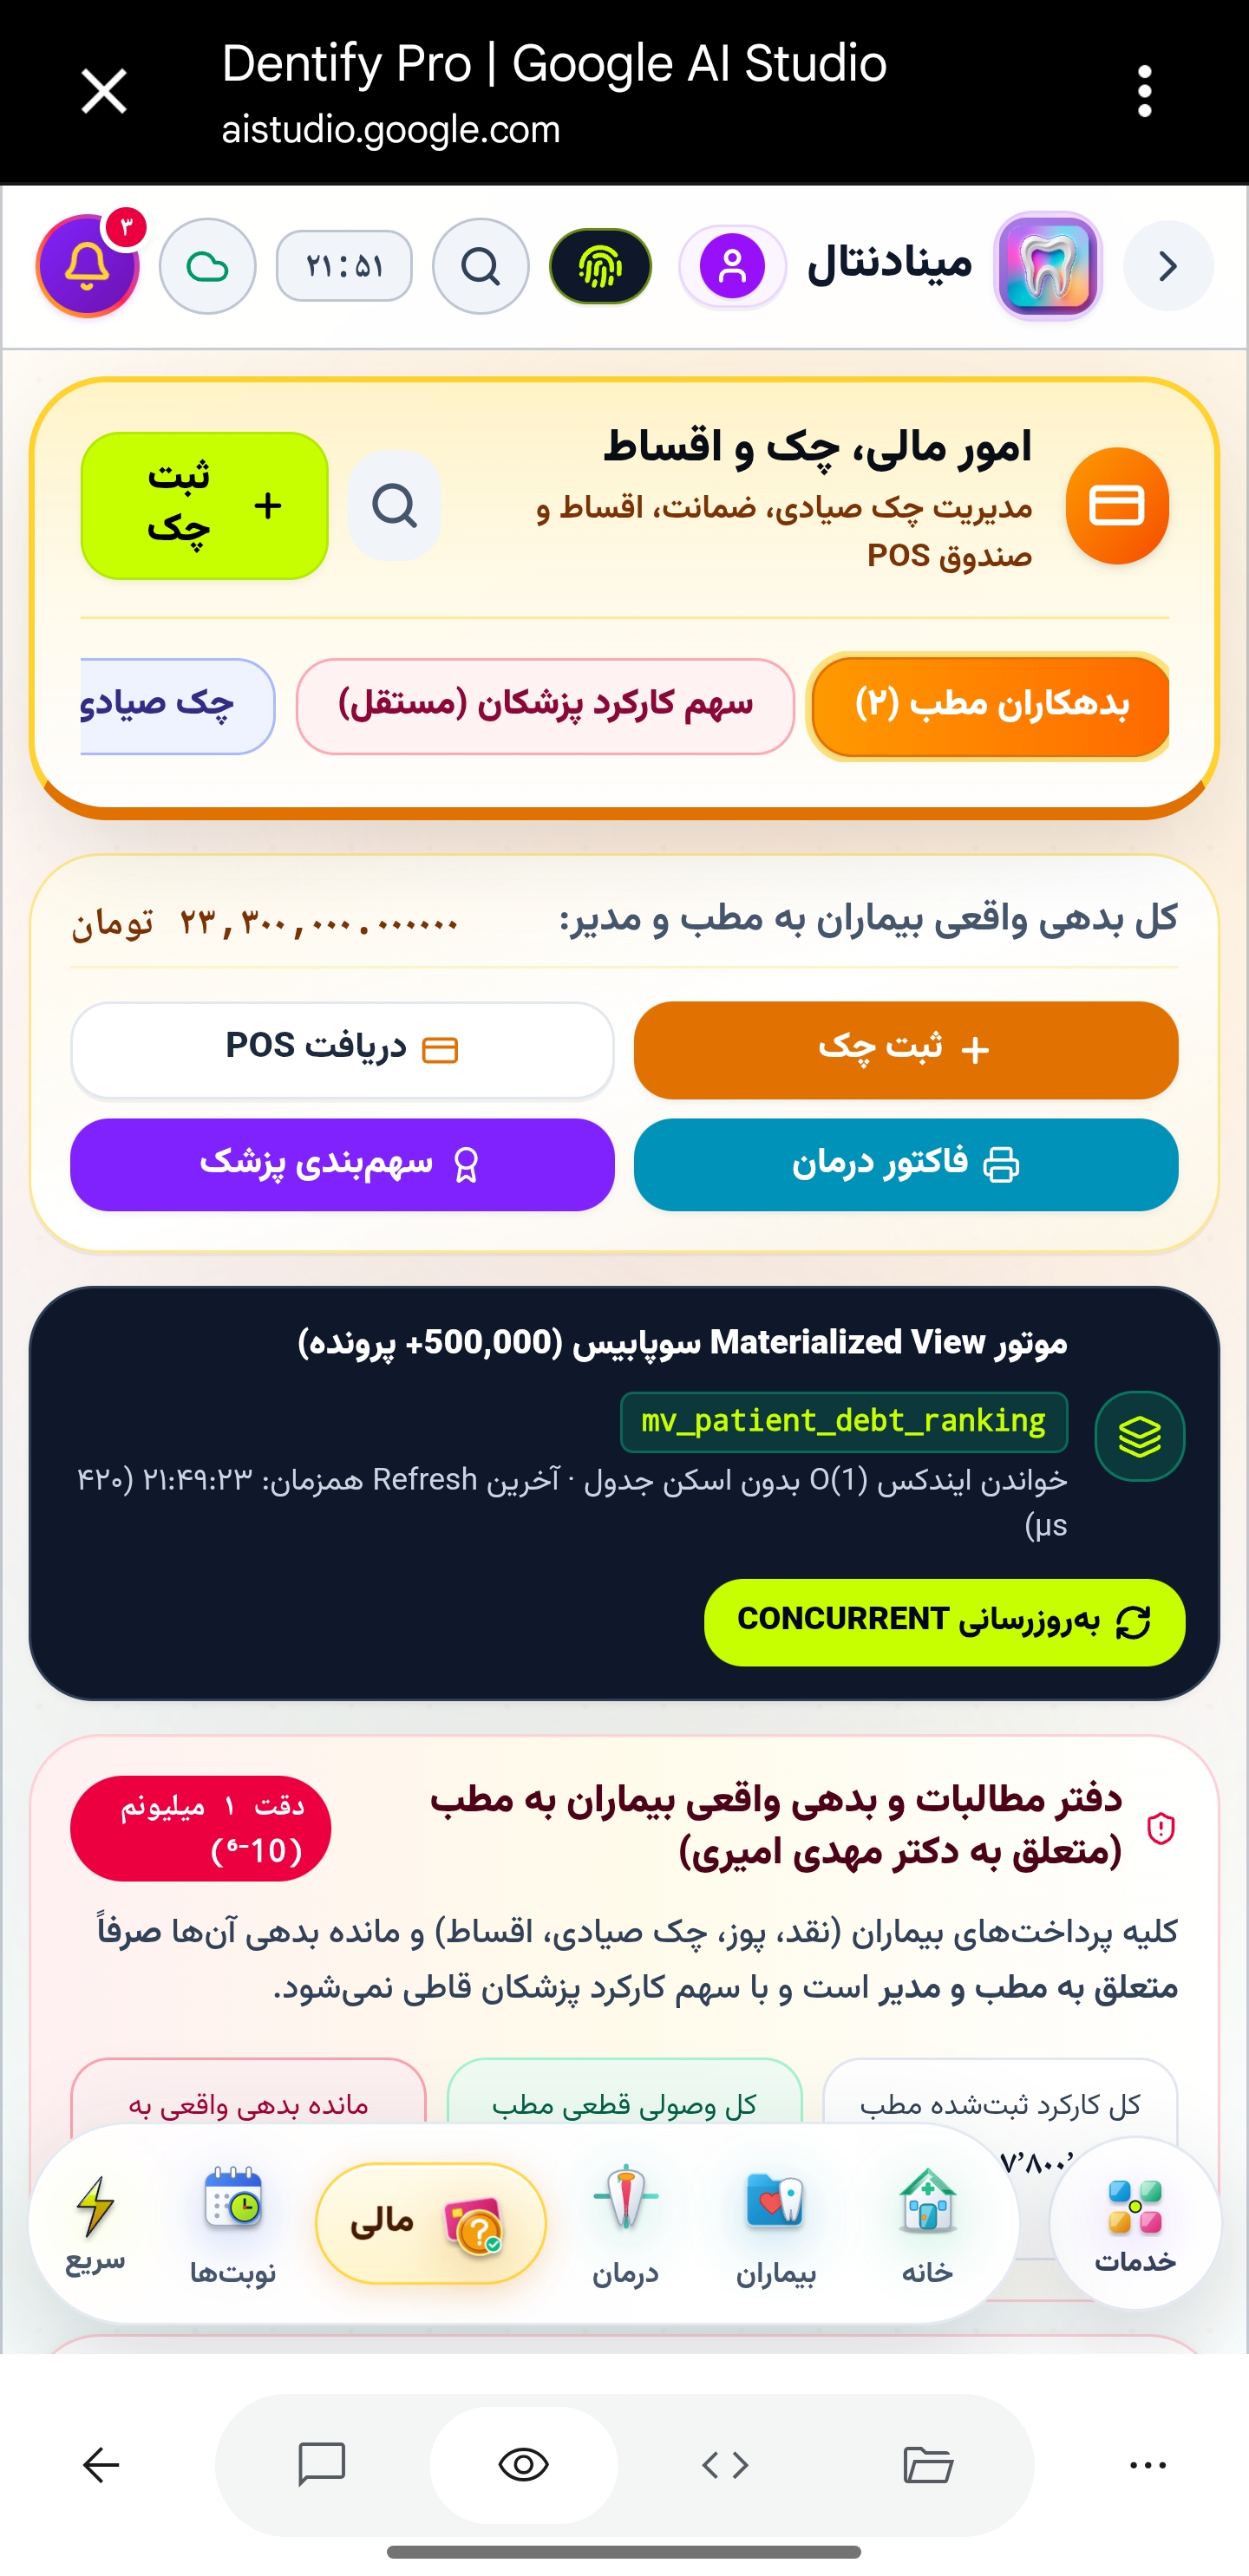 Dentify Pro | Google AI Studio
aistudio.google.com
مینادنتال
۲۱:۵۱
۳
امور مالی، چک و اقساط
مدیریت چک صیادی، ضمانت، اقساط و
صندوق POS
ثبت
چک
بدهکاران مطب (۲)
سهم کارکرد پزشکان (مستقل)
چک صیادی
کل بدهی واقعی بیماران به مطب و مدیر:
۲۳,۳۰۰,۰۰۰.۰۰۰۰۰۰ تومان
ثبت چک
دریافت POS
فاکتور درمان
سهم‌بندی پزشک
موتور Materialized View سوپابیس (500,000+ پرونده)
mv_patient_debt_ranking
خواندن ایندکس O(1) بدون اسکن جدول · آخرین Refresh همزمان: ۲۱:۴۹:۲۳ (۴۲۰
µs)
به‌روزرسانی CONCURRENT
دفتر مطالبات و بدهی واقعی بیماران به مطب
(متعلق به دکتر مهدی امیری)
دقت ۱ میلیونم
(10⁻⁶)
کلیه پرداخت‌های بیماران (نقد، پوز، چک صیادی، اقساط) و مانده بدهی آن‌ها صرفاً
متعلق به مطب و مدیر است و با سهم کارکرد پزشکان قاطی نمی‌شود.
کل کارکرد ثبت‌شده مطب
کل وصولی قطعی مطب
مانده بدهی واقعی به
خدمات
خانه
بیماران
درمان
مالی
نوبت‌ها
سریع